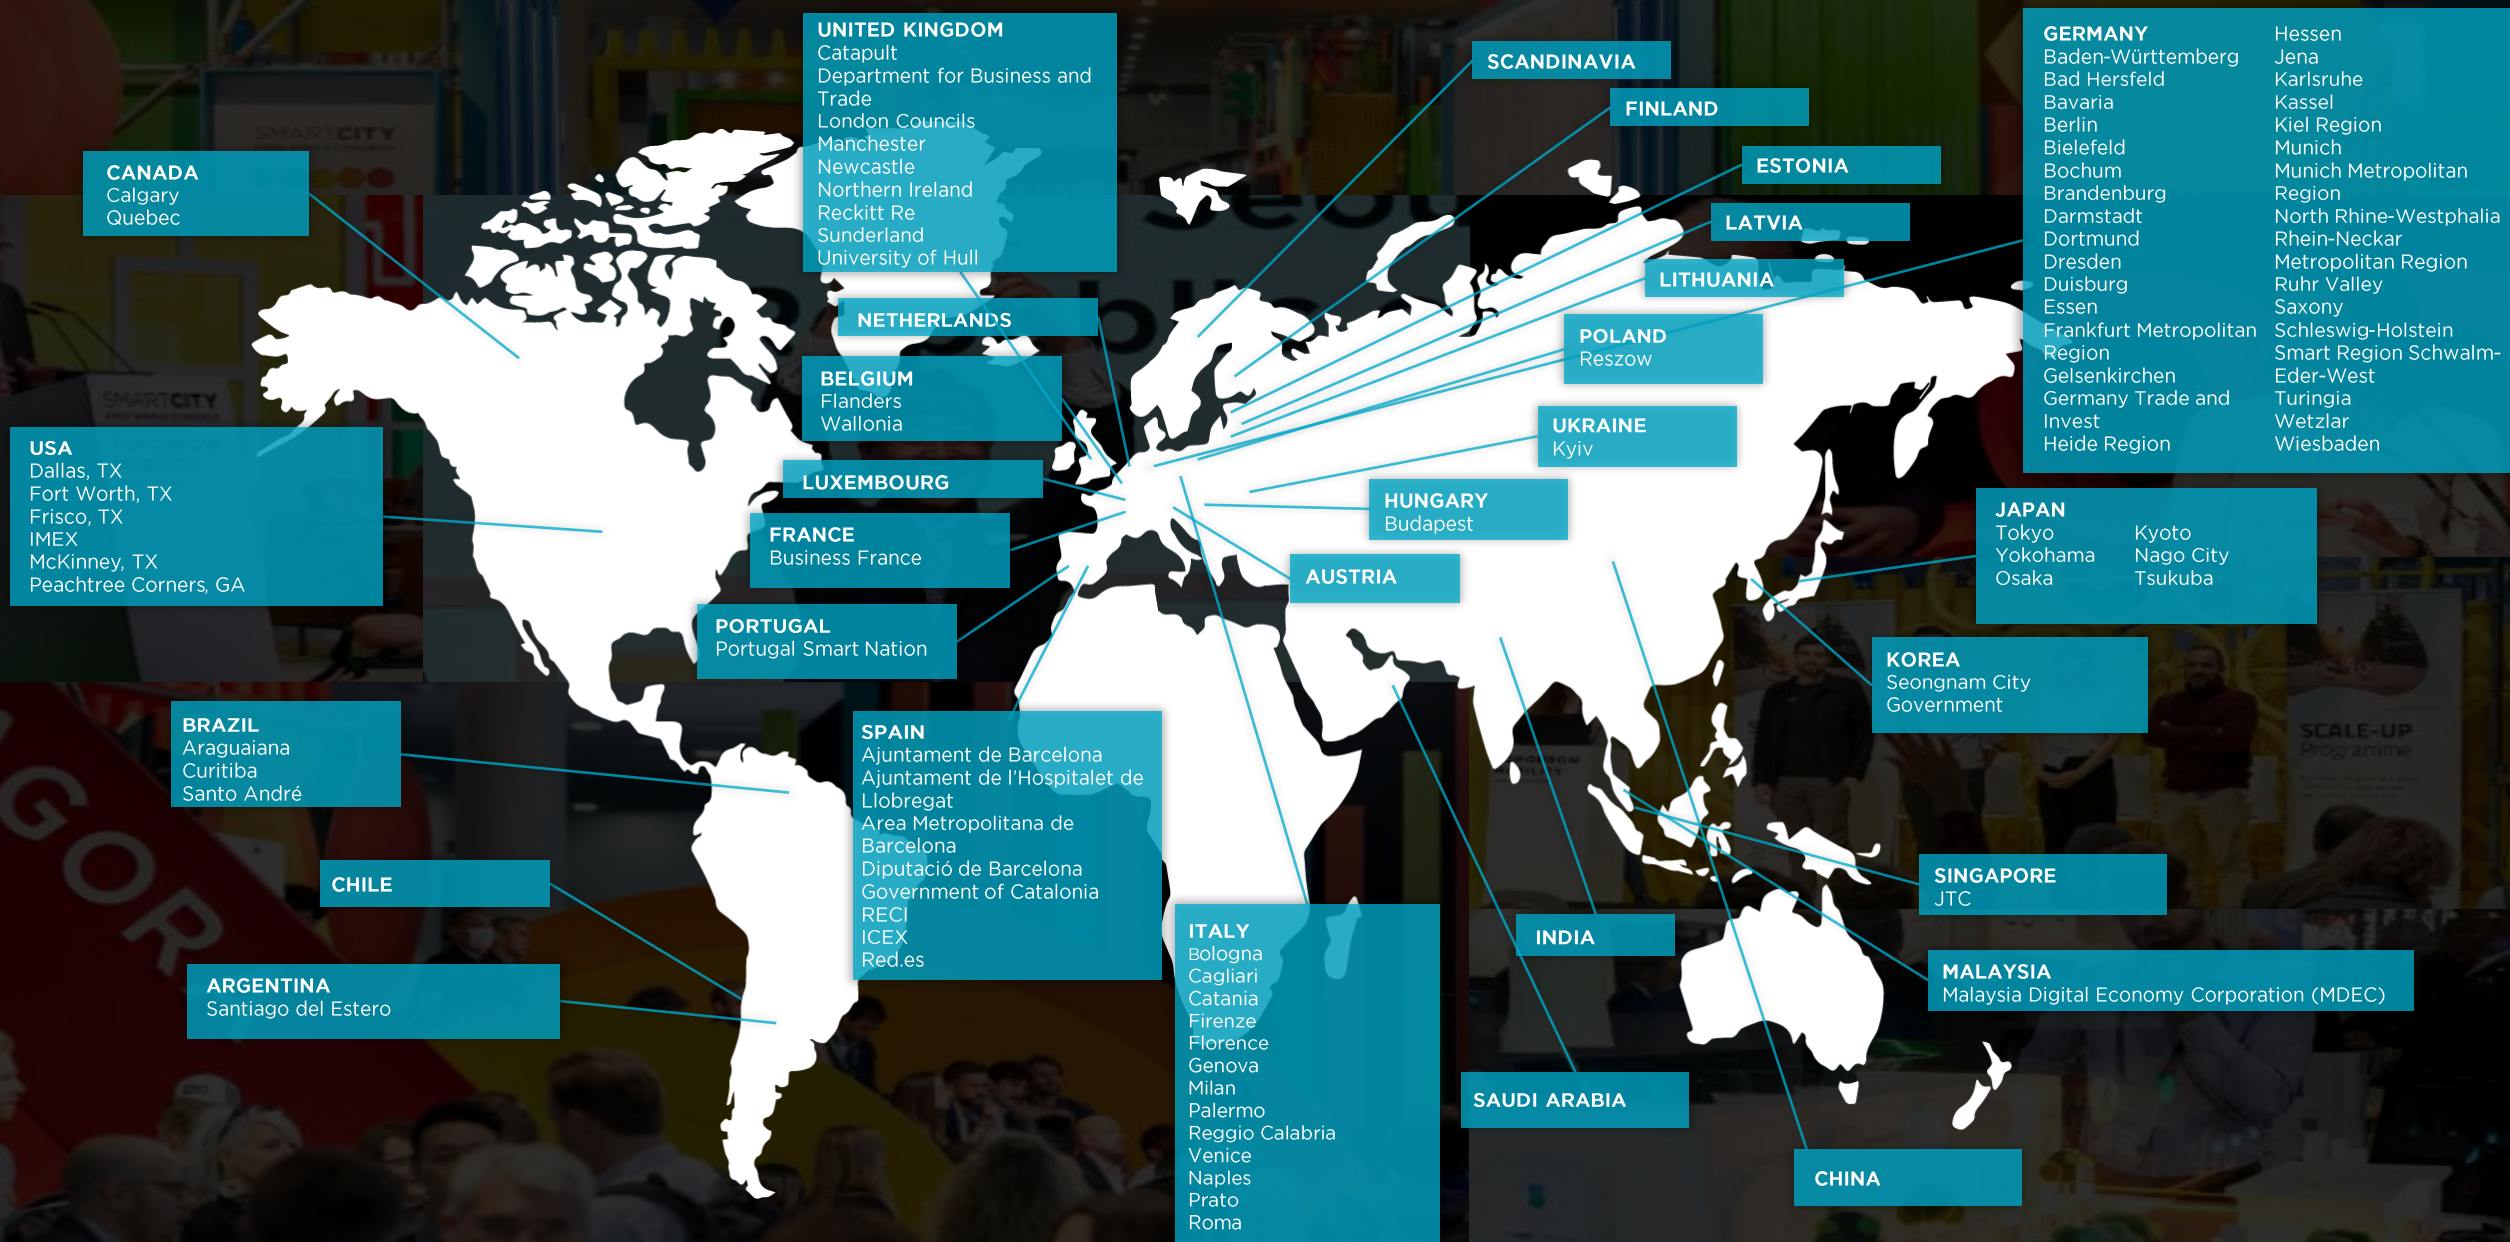 UNITED KINGDOM
Catapult
Department for Business and
Trade
London Councils
Manchester
Newcastle
Northern Ireland
Reckitt Re
Sunderland
University of Hull
SCANDINAVIA
FINLAND
ESTONIA
LATVIA
LITHUANIA
POLAND
Reszow
UKRAINE
Kyiv
HUNGARY
Budapest
AUSTRIA
GERMANY
Baden-Württemberg
Bad Hersfeld
Bavaria
Berlin
Bielefeld
Bochum
Brandenburg
Darmstadt
Dortmund
Dresden
Duisburg
Essen
Frankfurt Metropolitan
Region
Gelsenkirchen
Germany Trade and
Invest
Heide Region
Hessen
Jena
Karlsruhe
Kassel
Kiel Region
Munich
Munich Metropolitan
Region
North Rhine-Westphalia
Rhein-Neckar
Metropolitan Region
Ruhr Valley
Saxony
Schleswig-Holstein
Smart Region Schwalm-
Eder-West
Turingia
Wetzlar
Wiesbaden
CANADA
Calgary
Quebec
NETHERLANDS
BELGIUM
Flanders
Wallonia
LUXEMBOURG
FRANCE
Business France
PORTUGAL
Portugal Smart Nation
USA
Dallas, TX
Fort Worth, TX
Frisco, TX
IMEX
McKinney, TX
Peachtree Corners, GA
JAPAN
Tokyo
Yokohama
Osaka
Kyoto
Nago City
Tsukuba
KOREA
Seongnam City
Government
BRAZIL
Araguaiana
Curitiba
Santo André
CHILE
ARGENTINA
Santiago del Estero
SPAIN
Ajuntament de Barcelona
Ajuntament de l'Hospitalet de
Llobregat
Area Metropolitana de
Barcelona
Diputació de Barcelona
Government of Catalonia
RECI
ICEX
Red.es
ITALY
Bologna
Cagliari
Catania
Firenze
Florence
Genova
Milan
Palermo
Reggio Calabria
Venice
Naples
Prato
Roma
INDIA
SAUDI ARABIA
CHINA
SINGAPORE
JTC
MALAYSIA
Malaysia Digital Economy Corporation (MDEC)
SMARTCITY
SMARTCITY
SCALE-UP
Programme